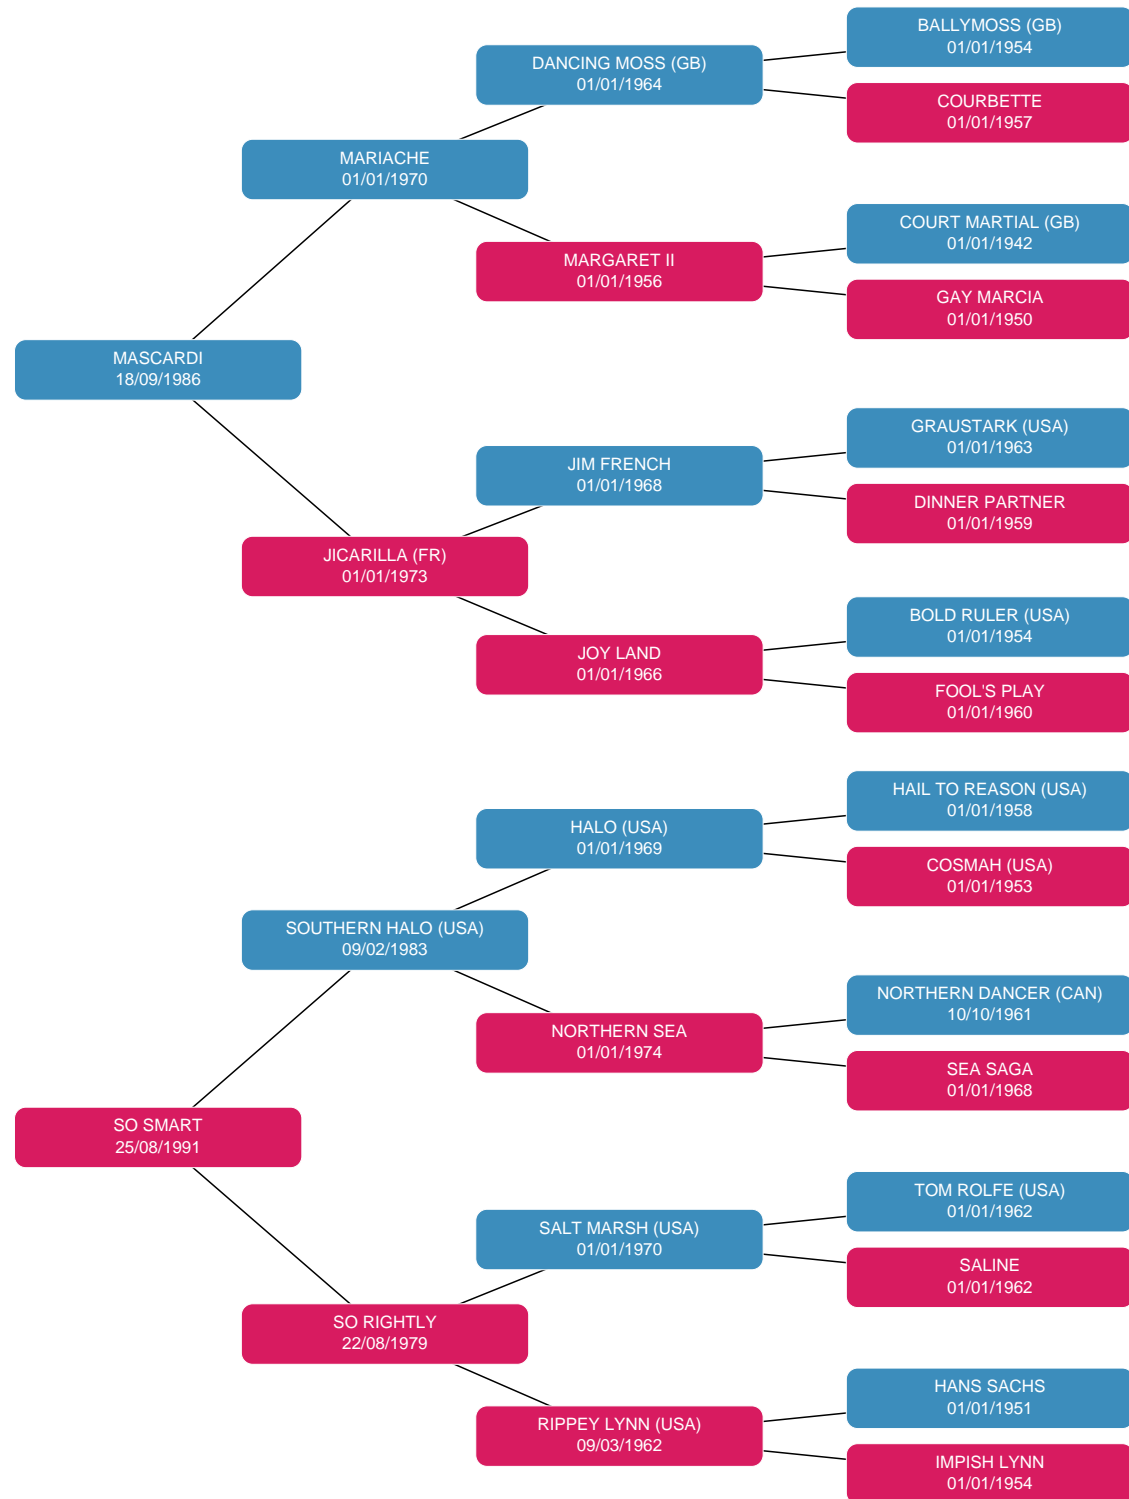 BALLYMOSS (GB)
01/01/1954
DANCING MOSS (GB)
01/01/1964
COURBETTE
01/01/1957
MARIACHE
01/01/1970
COURT MARTIAL (GB)
01/01/1942
MARGARET II
01/01/1956
GAY MARCIA
01/01/1950
MASCARDI
18/09/1986
GRAUSTARK (USA)
01/01/1963
JIM FRENCH
01/01/1968
DINNER PARTNER
01/01/1959
JICARILLA (FR)
01/01/1973
BOLD RULER (USA)
01/01/1954
JOY LAND
01/01/1966
FOOL'S PLAY
01/01/1960
HAIL TO REASON (USA)
01/01/1958
HALO (USA)
01/01/1969
COSMAH (USA)
01/01/1953
SOUTHERN HALO (USA)
09/02/1983
NORTHERN DANCER (CAN)
10/10/1961
NORTHERN SEA
01/01/1974
SEA SAGA
01/01/1968
SO SMART
25/08/1991
TOM ROLFE (USA)
01/01/1962
SALT MARSH (USA)
01/01/1970
SALINE
01/01/1962
SO RIGHTLY
22/08/1979
HANS SACHS
01/01/1951
RIPPEY LYNN (USA)
09/03/1962
IMPISH LYNN
01/01/1954